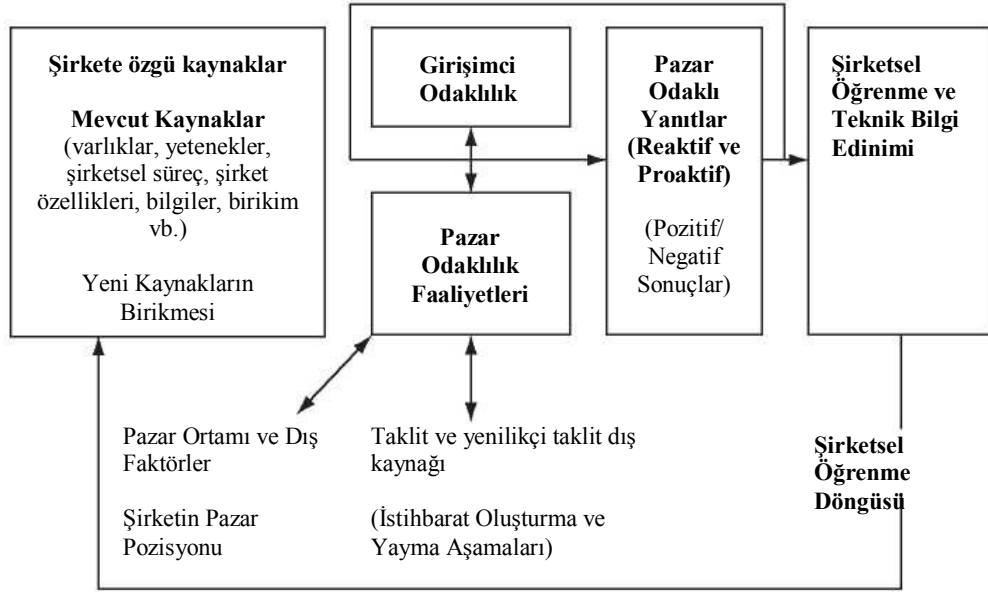 Şirkete özgü kaynaklar
Mevcut Kaynaklar
(varlıklar, yetenekler,
şirketsel süreç, şirket
özellikleri, bilgiler, birikim
vb.)
Yeni Kaynakların
Birikmesi
Girişimci
Odaklılık
Pazar
Odaklılık
Faaliyetleri
Pazar
Odaklı
Yanıtlar
(Reaktif ve
Proaktif)
(Pozitif/
Negatif
Sonuçlar)
Şirketsel
Öğrenme ve
Teknik Bilgi
Edinimi
Pazar Ortamı ve Dış
Faktörler
Şirketin Pazar
Pozisyonu
Taklit ve yenilikçi taklit dış
kaynağı
(İstihbarat Oluşturma ve
Yayma Aşamaları)
Şirketsel
Öğrenme
Döngüsü